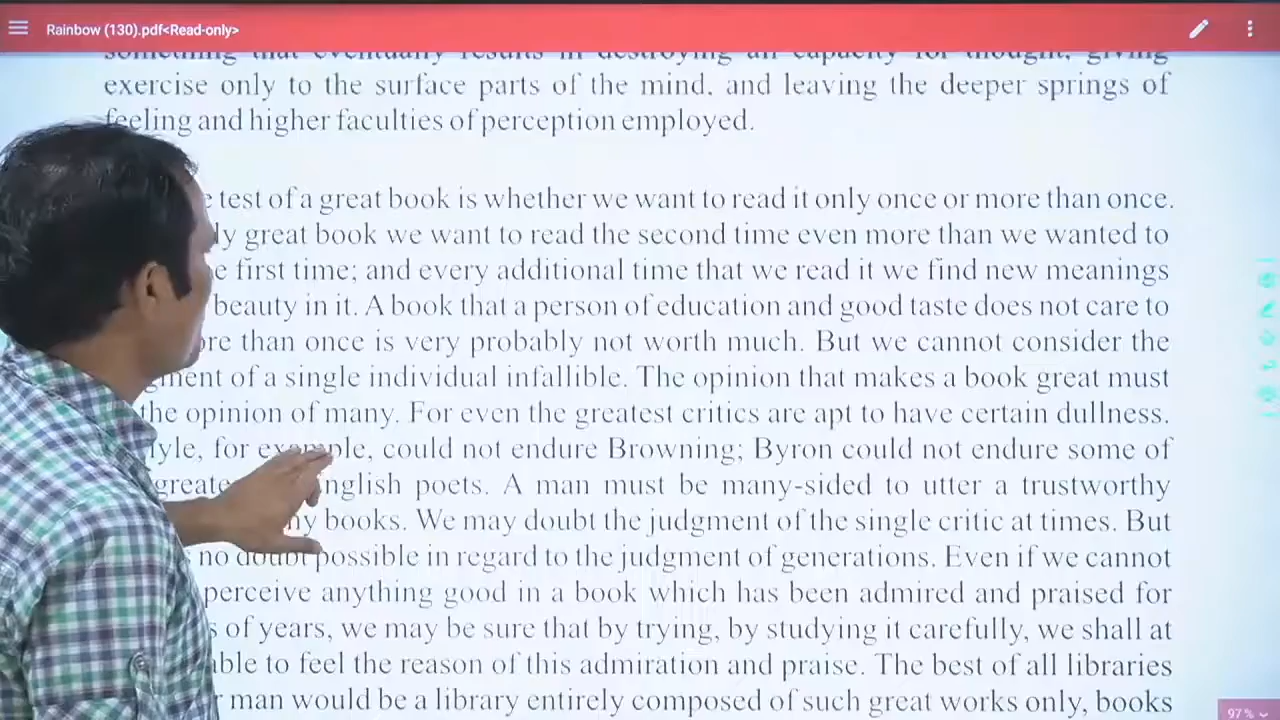 Rainbow (130).pdf<Read-only>
something that eventually results in destroying all capacity for thought, giving
exercise only to the surface parts of the mind, and leaving the deeper springs of
feeling and higher faculties of perception employed.
test of a great book is whether we want to read it only once or more than once.
great book we want to read the second time even more than we wanted to
first time; and every additional time that we read it we find new meanings
beauty in it. A book that a person of education and good taste does not care to
than once is very probably not worth much. But we cannot consider the
of a single individual infallible. The opinion that makes a book great must
the opinion of many. For even the greatest critics are apt to have certain dullness.
for example, could not endure Browning; Byron could not endure some of
English poets. A man must be many-sided to utter a trustworthy
books. We may doubt the judgment of the single critic at times. But
no doubt possible in regard to the judgment of generations. Even if we cannot
perceive anything good in a book which has been admired and praised for
of years, we may be sure that by trying, by studying it carefully, we shall at
able to feel the reason of this admiration and praise. The best of all libraries
man would be a library entirely composed of such great works only, books
97%